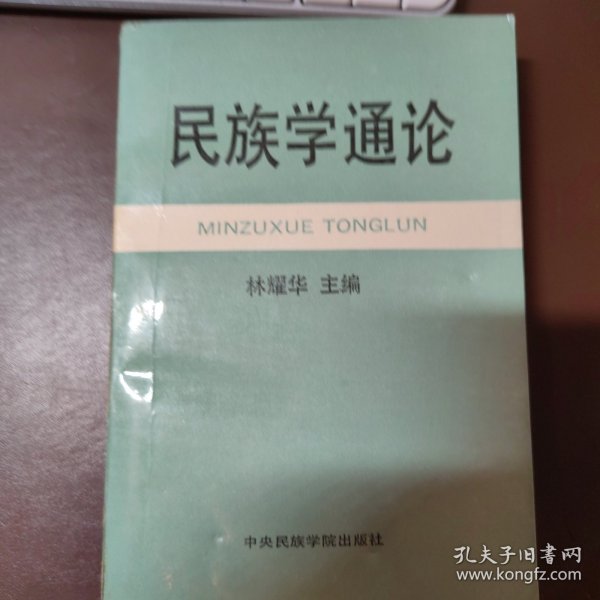 民族学通论
MINZUXUE TONGLUN
林耀华 主编
中央民族学院出版社
孔夫子旧书网
www.kongfz.com